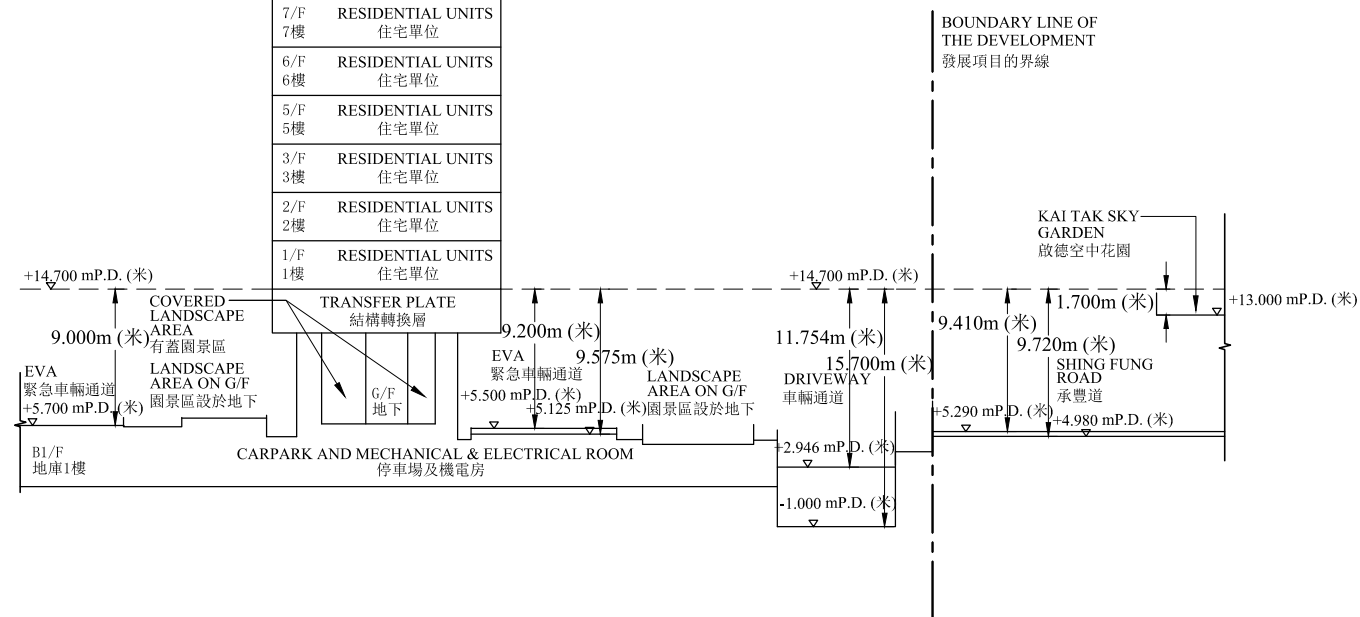 7/F RESIDENTIAL UNITS
7樓 住宅單位
6/F RESIDENTIAL UNITS
6樓 住宅單位
5/F RESIDENTIAL UNITS
5樓 住宅單位
3/F RESIDENTIAL UNITS
3樓 住宅單位
2/F RESIDENTIAL UNITS
2樓 住宅單位
1/F RESIDENTIAL UNITS
1樓 住宅單位
TRANSFER PLATE
結構轉換層
BOUNDARY LINE OF
THE DEVELOPMENT
發展項目的界線
KAI TAK SKY
GARDEN
啟德空中花園
+14.700 mP.D. (米)
+14.700 mP.D. (米)
+13.000 mP.D. (米)
1.700m (米)
COVERED
LANDSCAPE
AREA
有蓋園景區
9.000m (米)
9.200m (米)
9.575m (米)
11.754m (米)
15.700m (米)
9.410m (米)
9.720m (米)
EVA
緊急車輛通道
+5.700 mP.D. (米)
LANDSCAPE
AREA ON G/F
園景區設於地下
G/F
地下
EVA
緊急車輛通道
+5.500 mP.D. (米)
+5.125 mP.D. (米)
LANDSCAPE
AREA ON G/F
園景區設於地下
DRIVEWAY
車輛通道
SHING FUNG
ROAD
承豐道
+5.290 mP.D. (米)
+4.980 mP.D. (米)
B1/F
地庫1樓
CARPARK AND MECHANICAL & ELECTRICAL ROOM
停車場及機電房
+2.946 mP.D. (米)
-1.000 mP.D. (米)